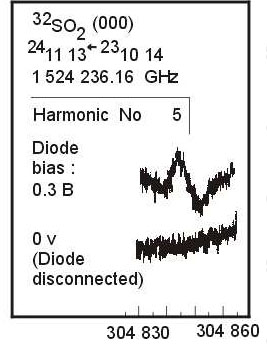 32SO2 (000)
2411 13←2310 14
1 524 236.16 GHz
Harmonic No 5
Diode
bias :
0.3 B
0 v
(Diode
disconnected)
304 830 304 860